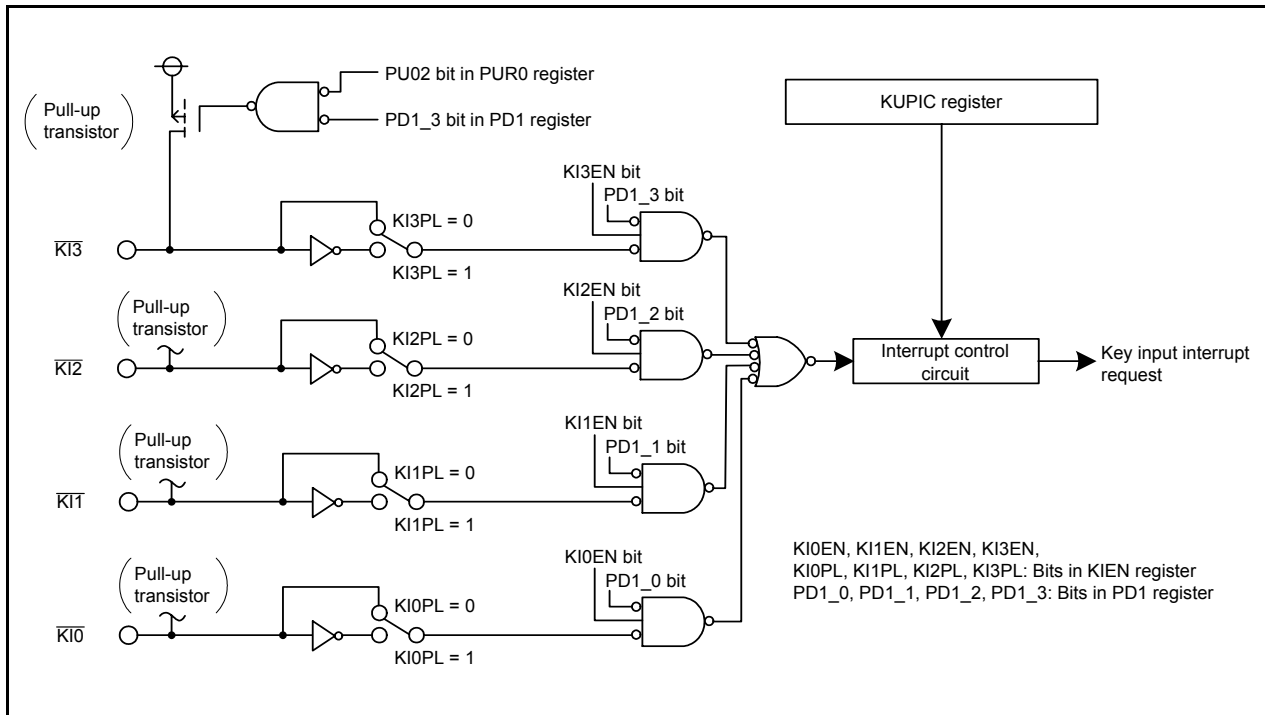 PU02 bit in PUR0 register
Pull-up
transistor
PD1_3 bit in PD1 register
KUPIC register
KI3EN bit
PD1_3 bit
KI3
KI3PL = 0
KI3PL = 1
Pull-up
transistor
KI2EN bit
PD1_2 bit
KI2
KI2PL = 0
KI2PL = 1
Interrupt control
circuit
Key input interrupt
request
Pull-up
transistor
KI1EN bit
PD1_1 bit
KI1
KI1PL = 0
KI1PL = 1
Pull-up
transistor
KI0EN bit
PD1_0 bit
KI0
KI0PL = 0
KI0PL = 1
KI0EN, KI1EN, KI2EN, KI3EN,
KI0PL, KI1PL, KI2PL, KI3PL: Bits in KIEN register
PD1_0, PD1_1, PD1_2, PD1_3: Bits in PD1 register